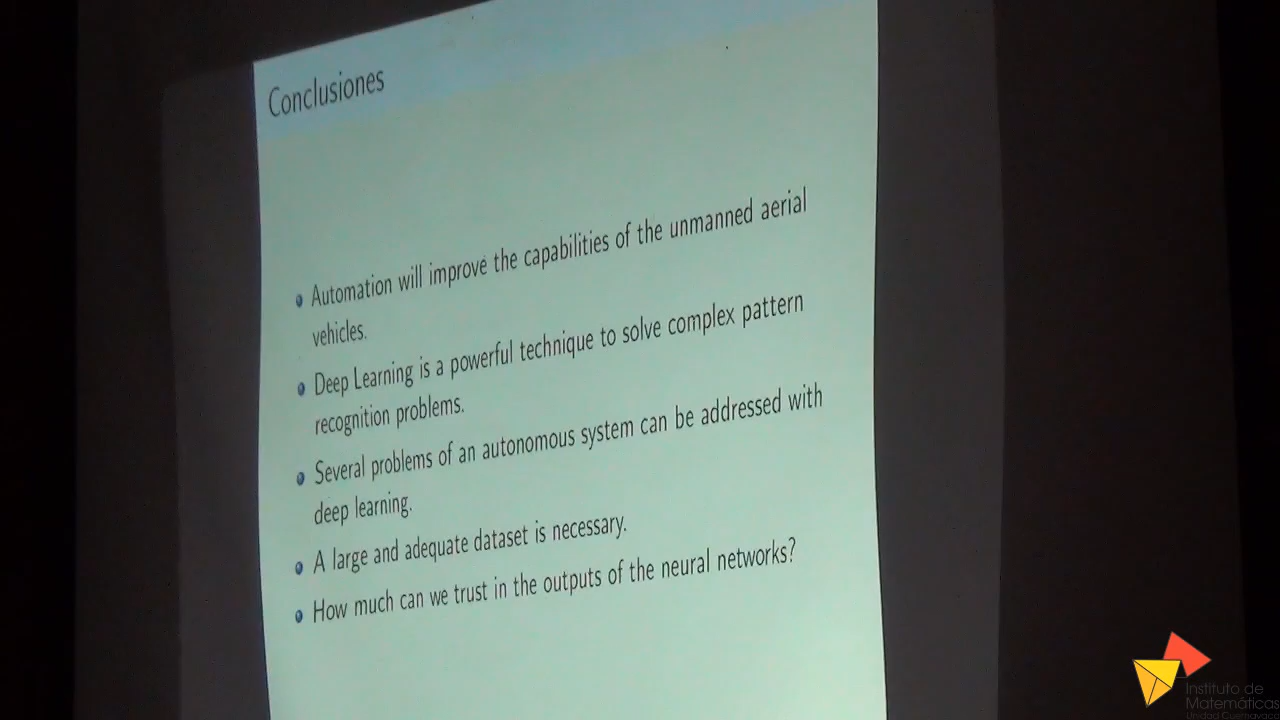 Conclusiones
Automation will improve the capabilities of the unmanned aerial
vehicles.
Deep Learning is a powerful technique to solve complex pattern
recognition problems.
Several problems of an autonomous system can be addressed with
deep learning.
A large and adequate dataset is necessary.
How much can we trust in the outputs of the neural networks?
Instituto de
Matemáticas
Unidad Cuernavaca